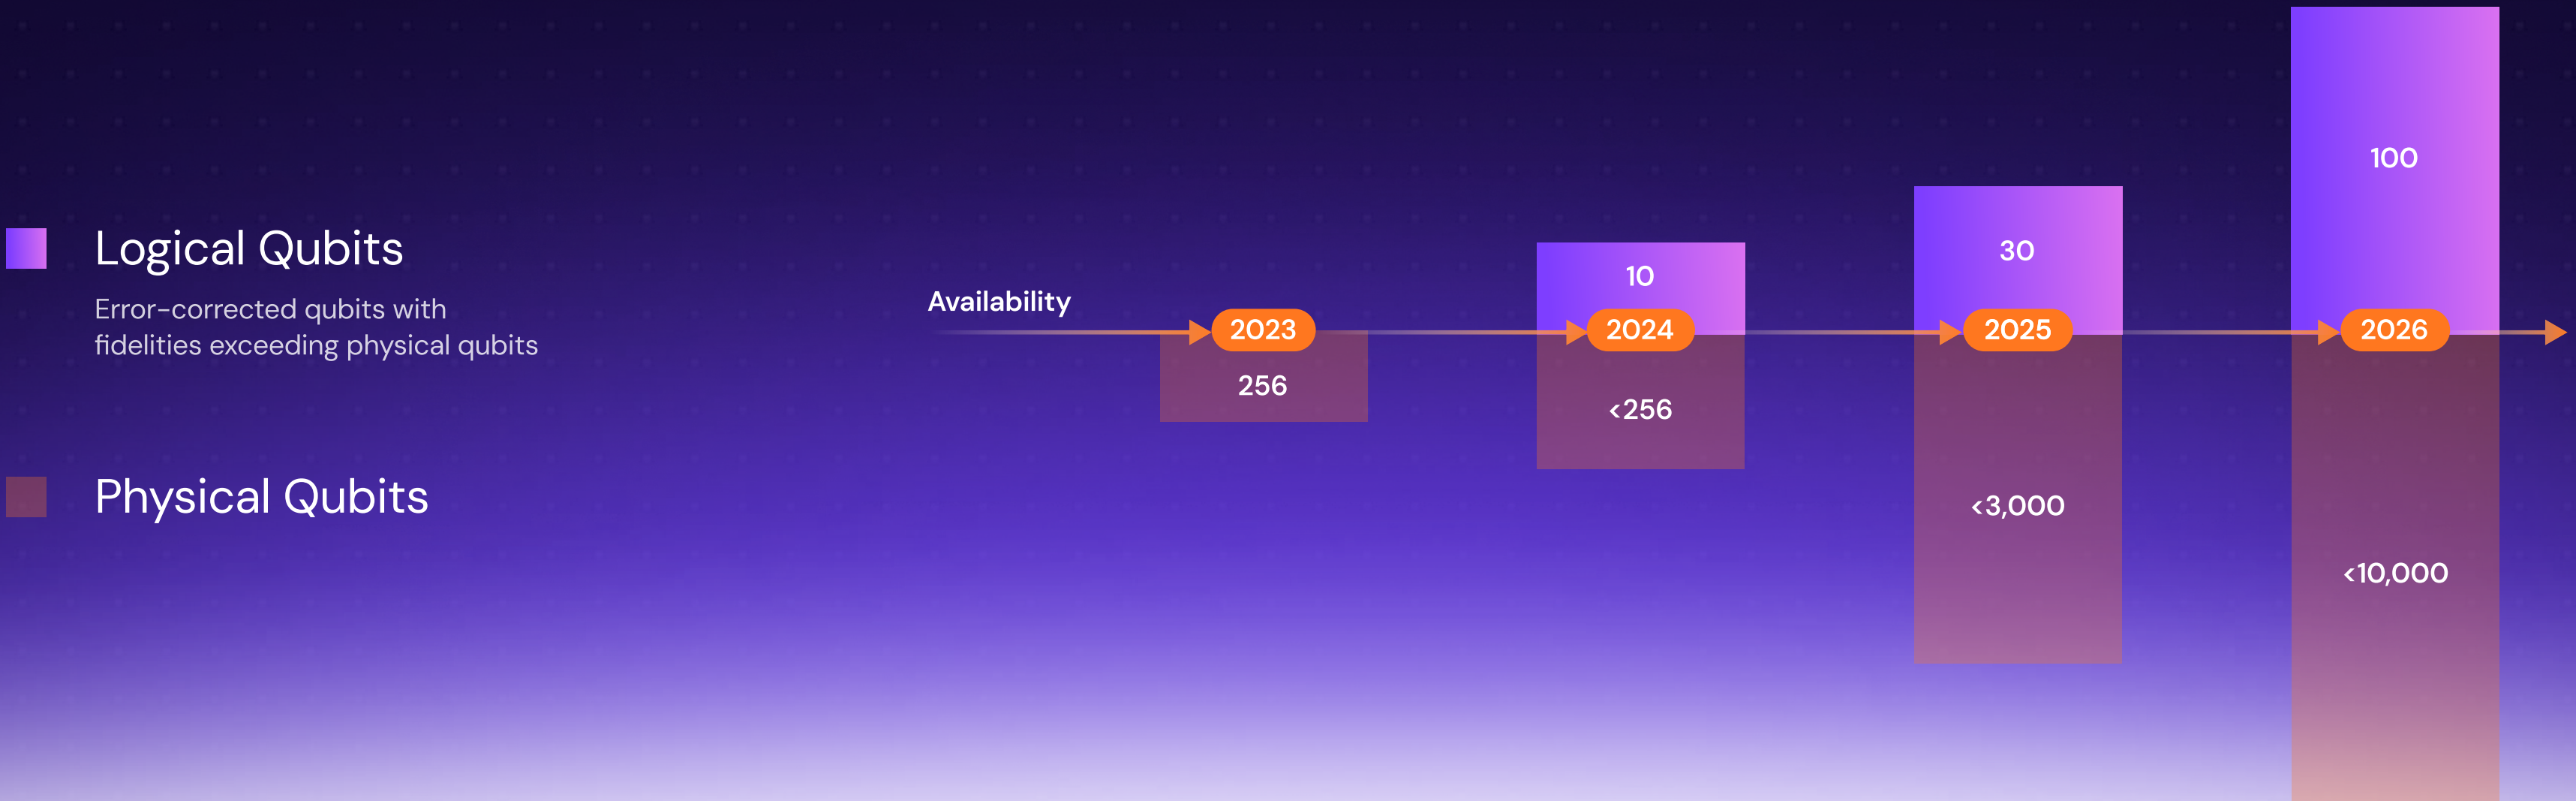 Logical Qubits
Error-corrected qubits with
fidelities exceeding physical qubits
Physical Qubits
Availability
2023
256
10
2024
<256
30
2025
<3,000
100
2026
<10,000